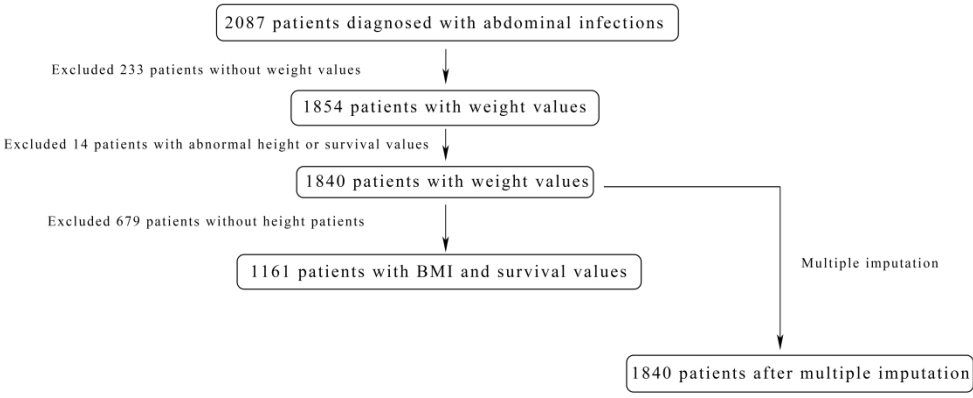 2087 patients diagnosed with abdominal infections
Excluded 233 patients without weight values
1854 patients with weight values
Excluded 14 patients with abnormal height or survival values
1840 patients with weight values
Excluded 679 patients without height patients
1161 patients with BMI and survival values
Multiple imputation
1840 patients after multiple imputation